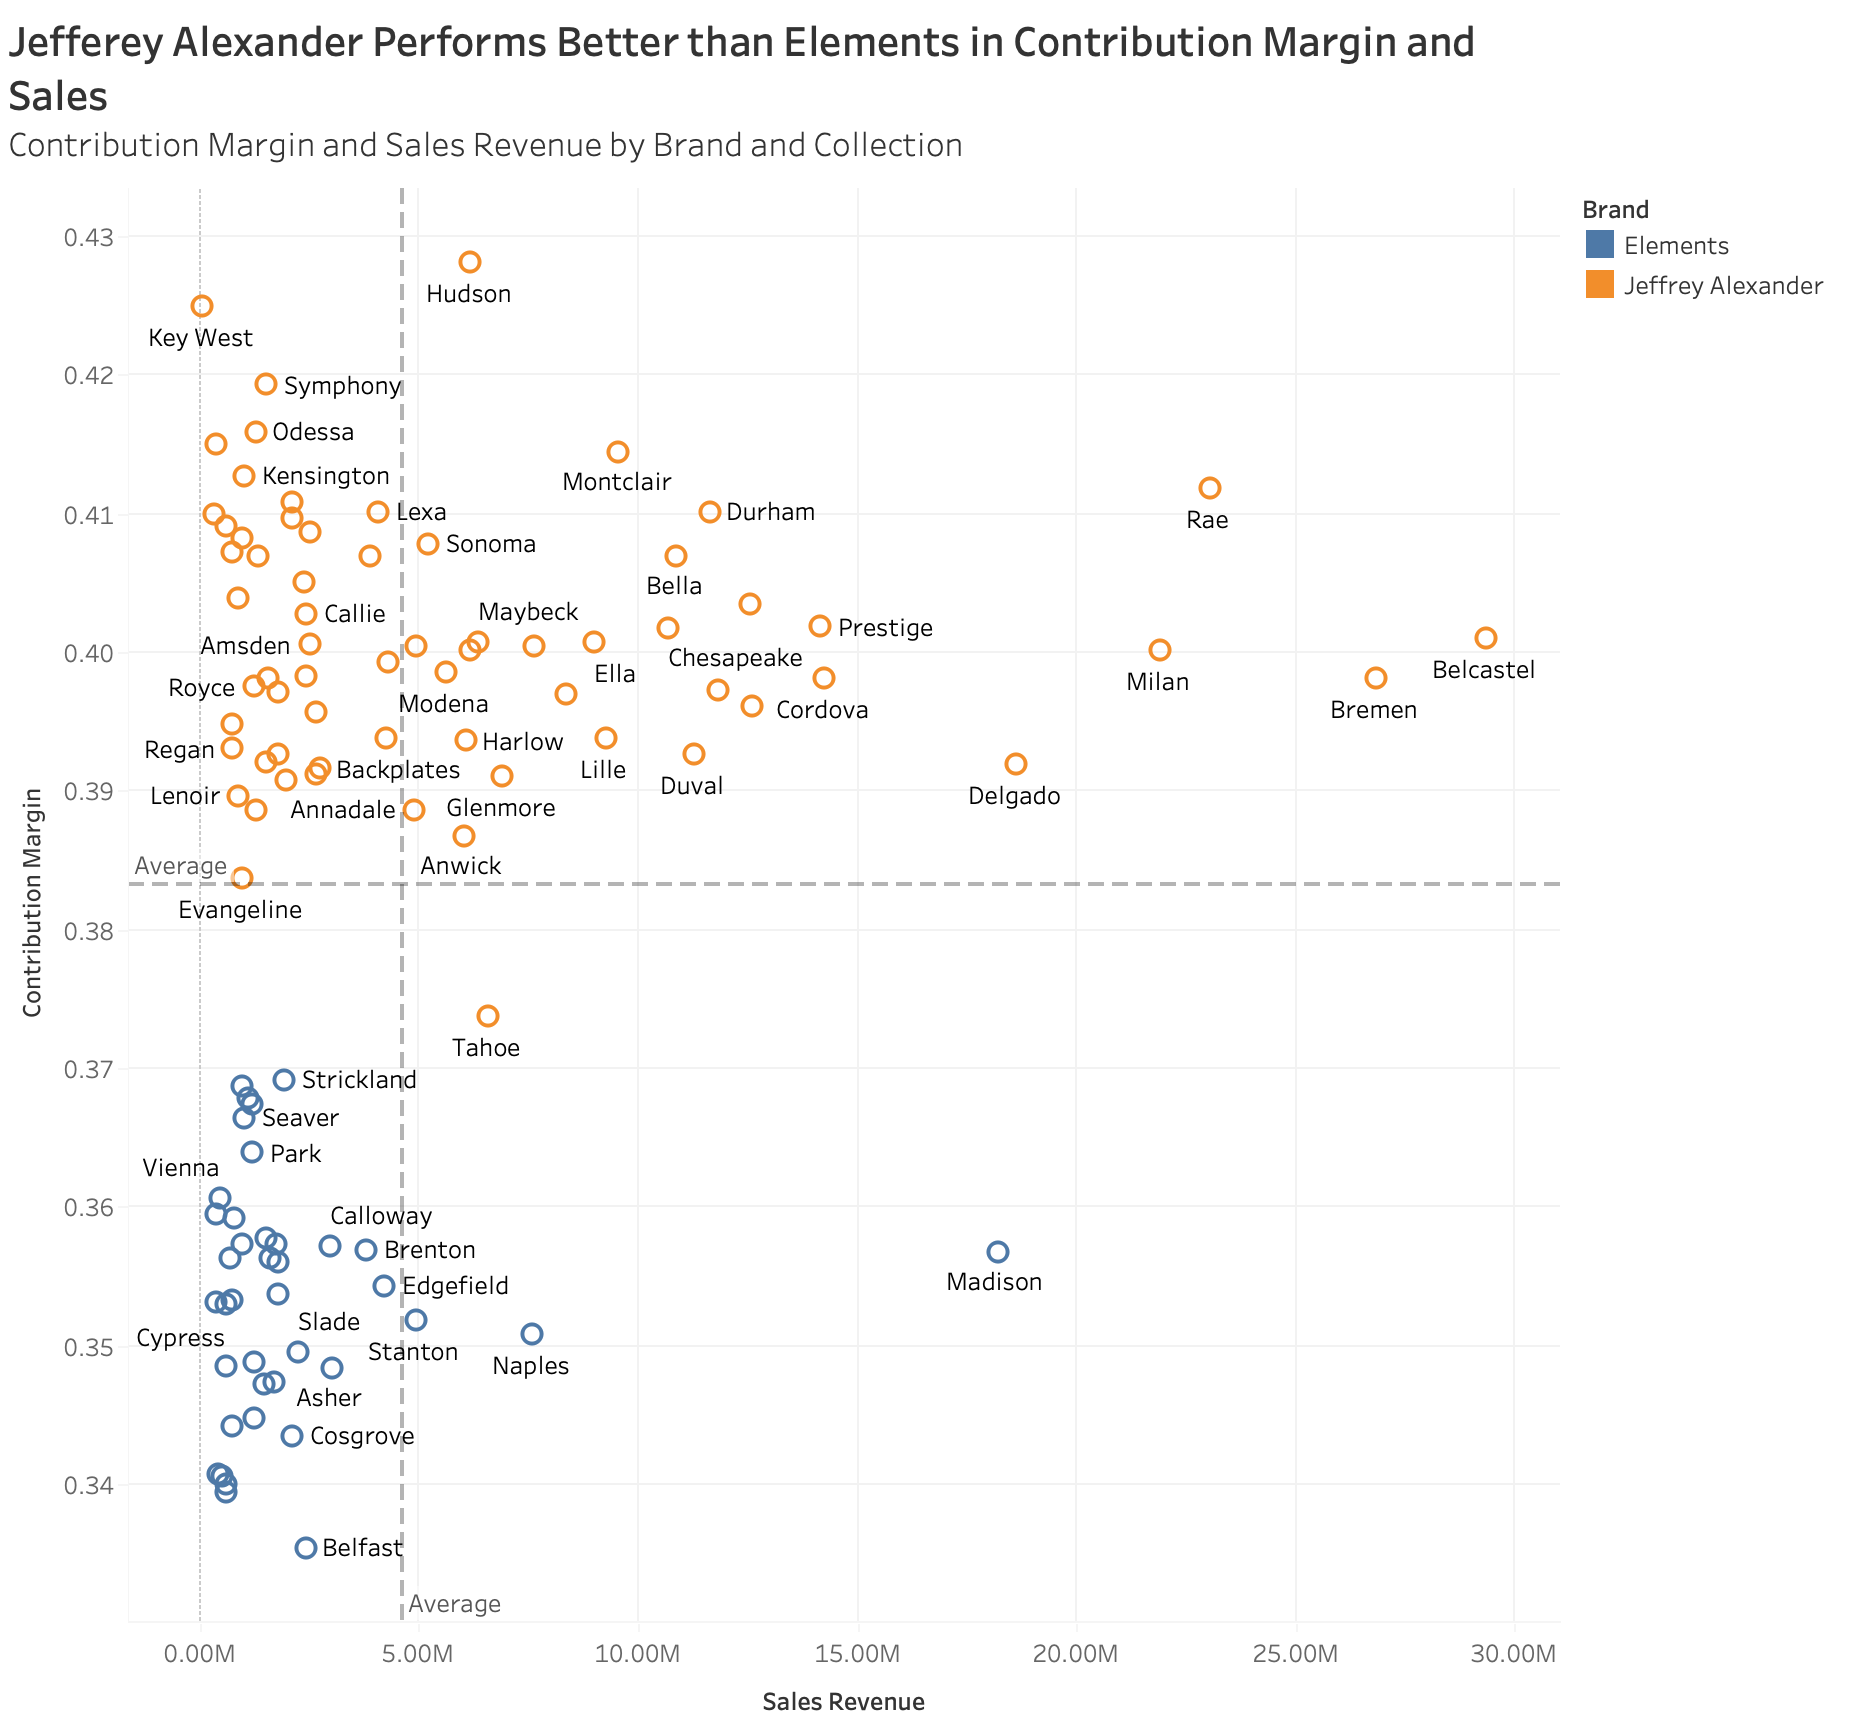 Jefferey Alexander Performs Better than Elements in Contribution Margin and
Sales
Contribution Margin and Sales Revenue by Brand and Collection
Brand
Elements
Jeffrey Alexander
0.43
Hudson
Key West
0.42
Symphony
Odessa
Kensington
Montclair
0.41
Lexa
Durham
Rae
Sonoma
Bella
Callie
Maybeck
Prestige
0.40
Amsden
Chesapeake
Ella
Belcastel
Milan
Royce
Modena
Cordova
Bremen
Regan
Harlow
Backplates
Lille
Duval
0.39
Lenoir
Annadale
Glenmore
Delgado
Anwick
Average
Evangeline
0.38
Tahoe
0.37
Strickland
Seaver
Park
Vienna
0.36
Calloway
Brenton
Edgefield
Madison
Slade
Cypress
0.35
Stanton
Naples
Asher
Cosgrove
0.34
Belfast
Average
Contribution Margin
0.00M
5.00M
10.00M
15.00M
20.00M
25.00M
30.00M
Sales Revenue